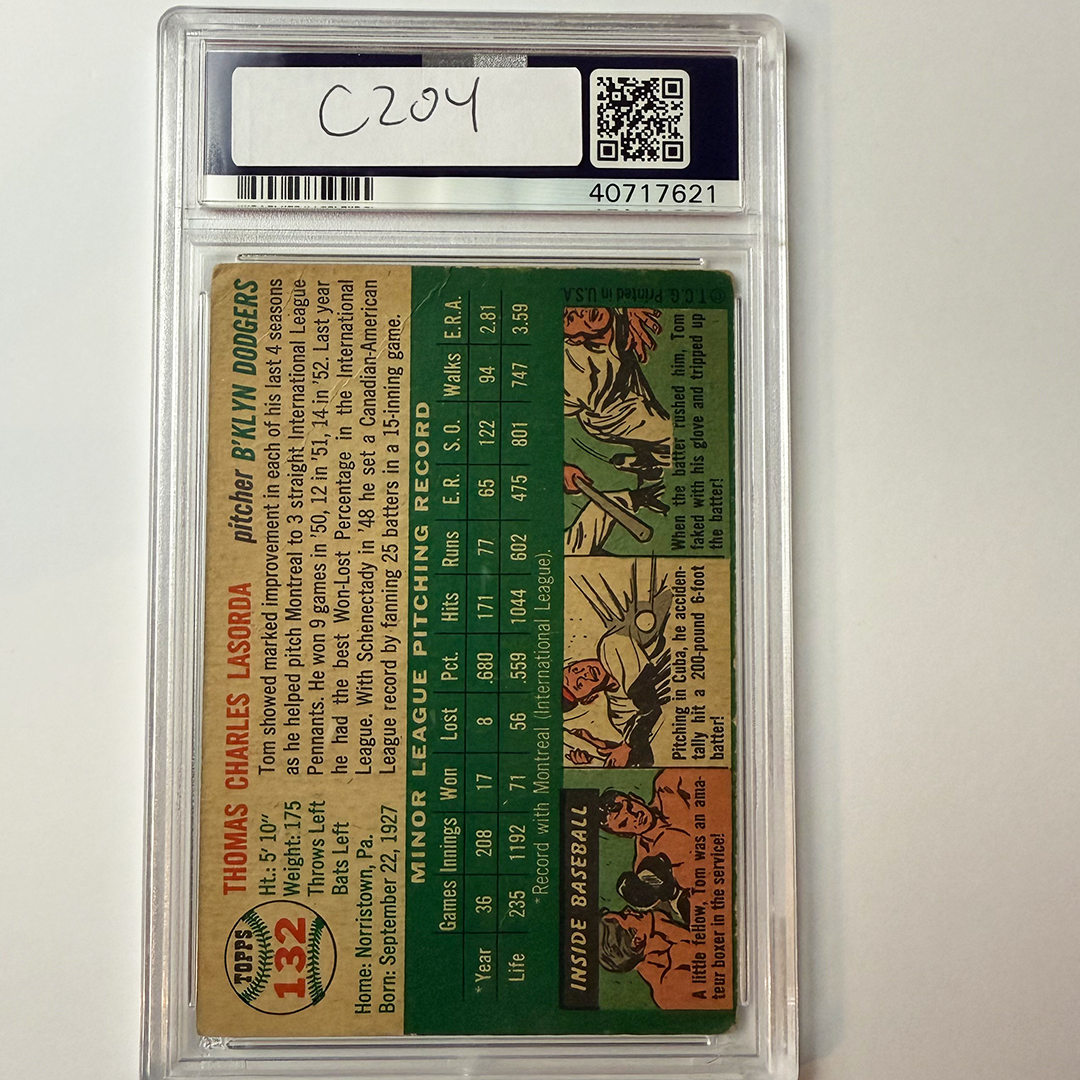 C204
40717621
TOPPS
132
THOMAS CHARLES LASORDA
pitcher B'KLYN DODGERS
Ht.: 5' 10"
Weight: 175
Throws Left
Bats Left
Home: Norristown, Pa.
Born: September 22, 1927
Tom showed marked improvement in each of his last 4 seasons
as he helped pitch Montreal to 3 straight International League
Pennants. He won 9 games in '50, 12 in '51, 14 in '52. Last year
he had the best Won-Lost Percentage in the International
League. With Schenectady in '48 he set a Canadian-American
League record by fanning 25 batters in a 15-inning game.
MINOR LEAGUE PITCHING RECORD
Games Innings Won Lost Pct. Hits Runs E.R. S.O. Walks E.R.A.
*Year 36 208 17 8 .680 171 77 65 122 94 2.81
Life 235 1192 71 56 .559 1044 602 475 801 747 3.59
*Record with Montreal (International League).
INSIDE BASEBALL
A little fellow, Tom was an ama-
teur boxer in the service!
Pitching in Cuba, he acciden-
tally hit a 200-pound 6-foot
batter!
When the batter rushed him, Tom
faked with his glove and tripped up
the batter!
© T.C.G. Printed in U.S.A.